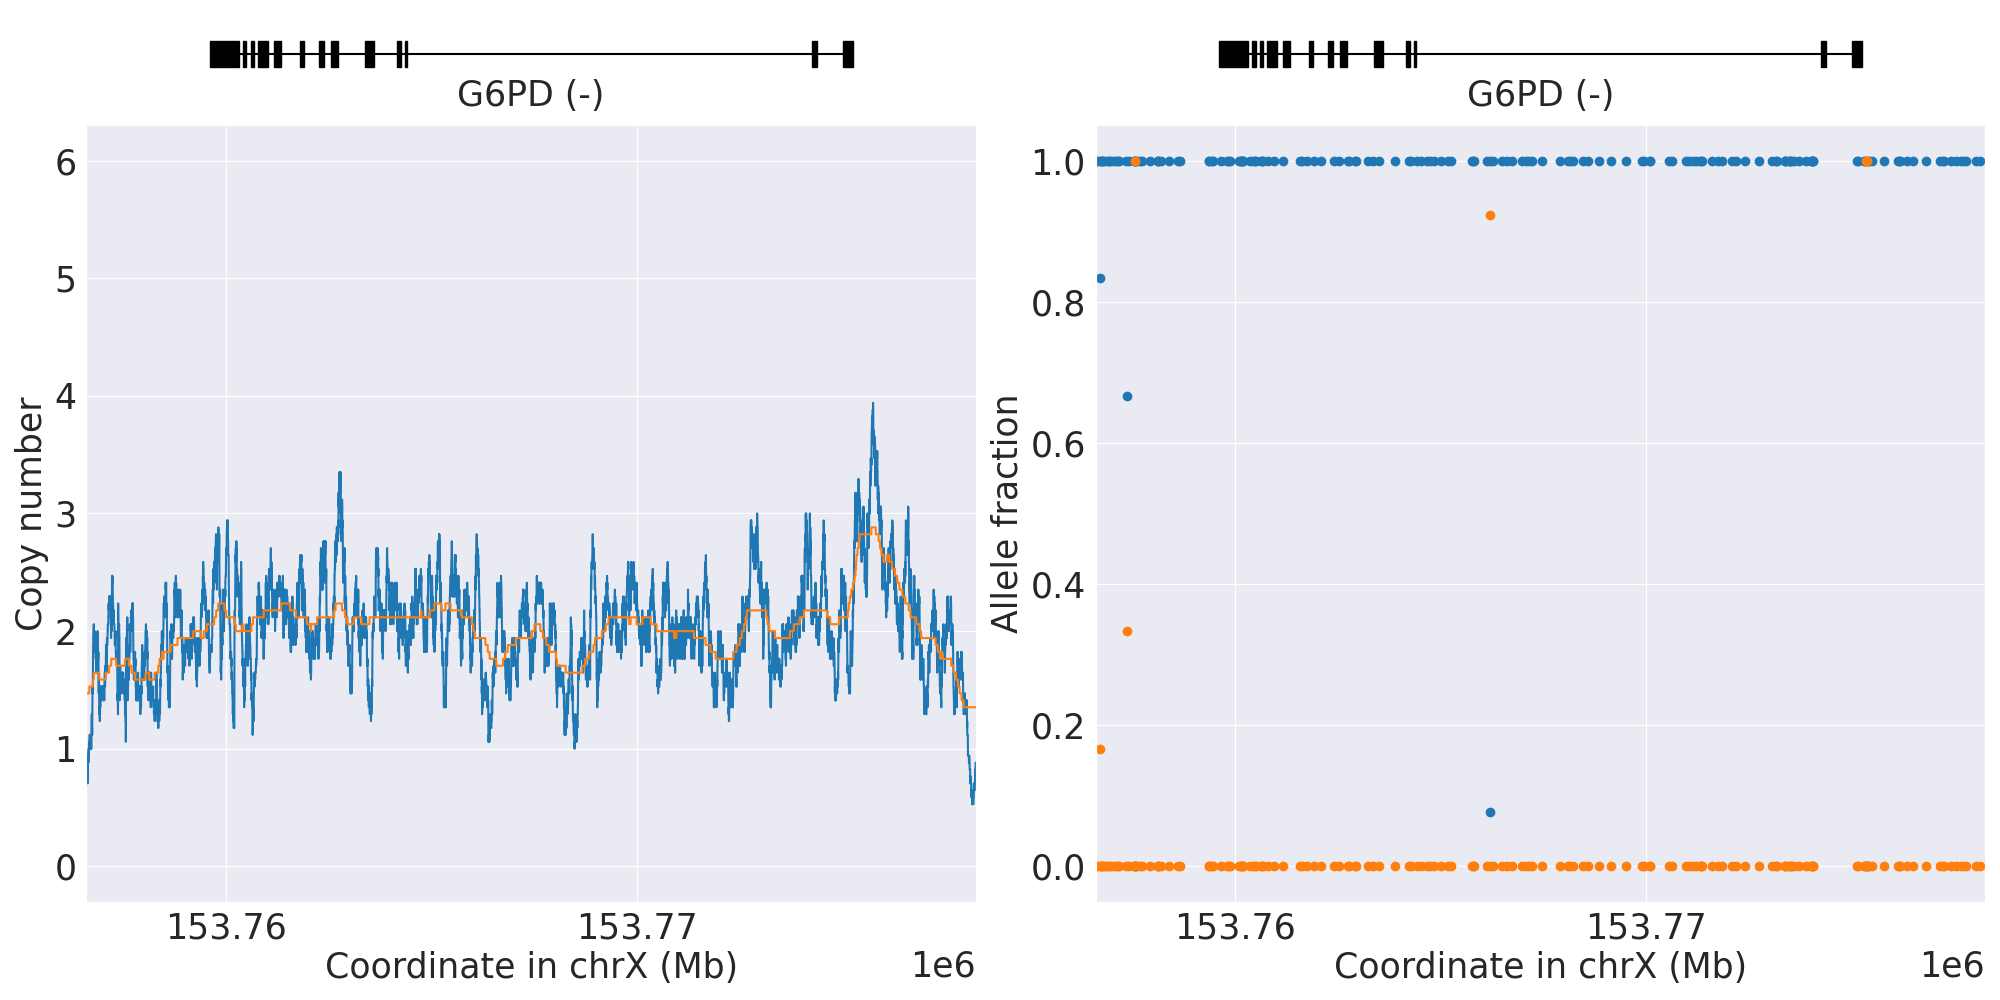 G6PD (-)
6
5
4
3
2
1
0
Copy number
153.76
153.77
Coordinate in chrX (Mb)
1e6
G6PD (-)
1.0
0.8
0.6
0.4
0.2
0.0
Allele fraction
153.76
153.77
Coordinate in chrX (Mb)
1e6